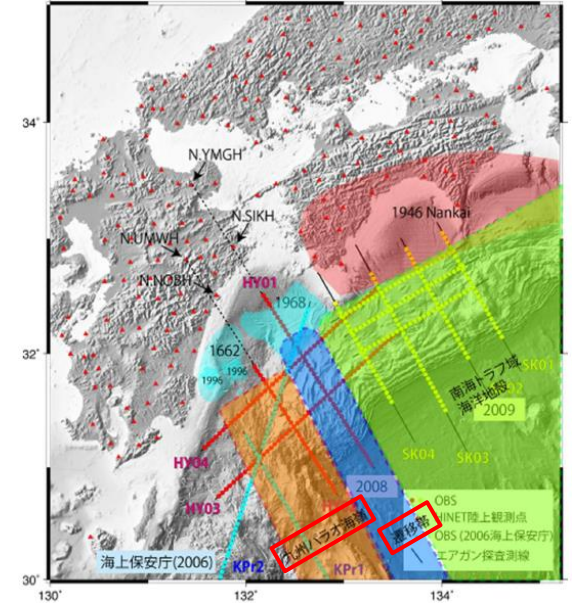 34°
N.YMGH
1946 Nankai
N.SIKH
N.UMWH
N.NOBH
HY01
1968
1662
32°
1996
1996
SK01
南海トラフ域
海洋地殻
2009
SK04
SK03
HY04
2008
HY03
OBS
HINET陸上観測点
九州パラオ海嶺
遷移帯
OBS (2006海上保安庁)
エアガン探査測線
海上保安庁(2006)
KPr2
KPr1
30°
130°
132°
134°